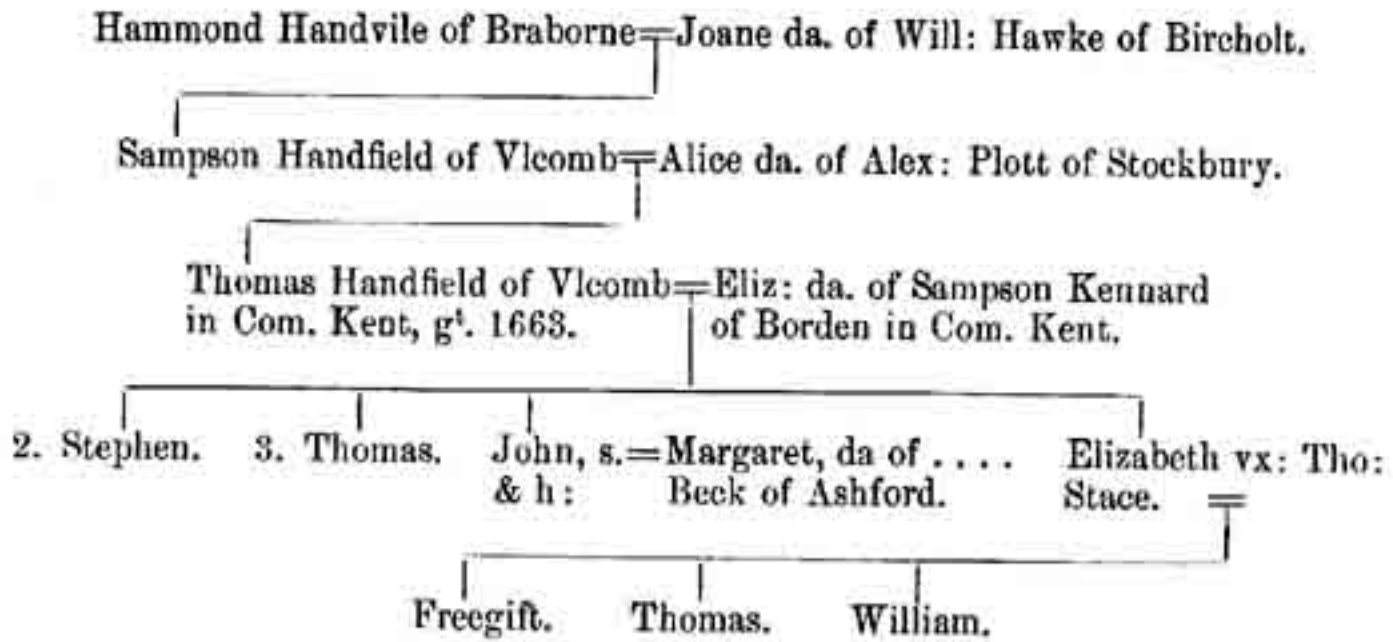 Hammond Handvile of Braborne=Joane da. of Will: Hawke of Bircholt.
Sampson Handfield of Vlcomb=Alice da. of Alex: Plott of Stockbury.
Thomas Handfield of Vlcomb=Eliz: da. of Sampson Kennard
in Com. Kent, gᵗ. 1663. of Borden in Com. Kent.
2. Stephen. 3. Thomas. John, s.=Margaret, da of .... Elizabeth vx: Tho:
& h: Beck of Ashford. Stace. =
Freegift. Thomas. William.